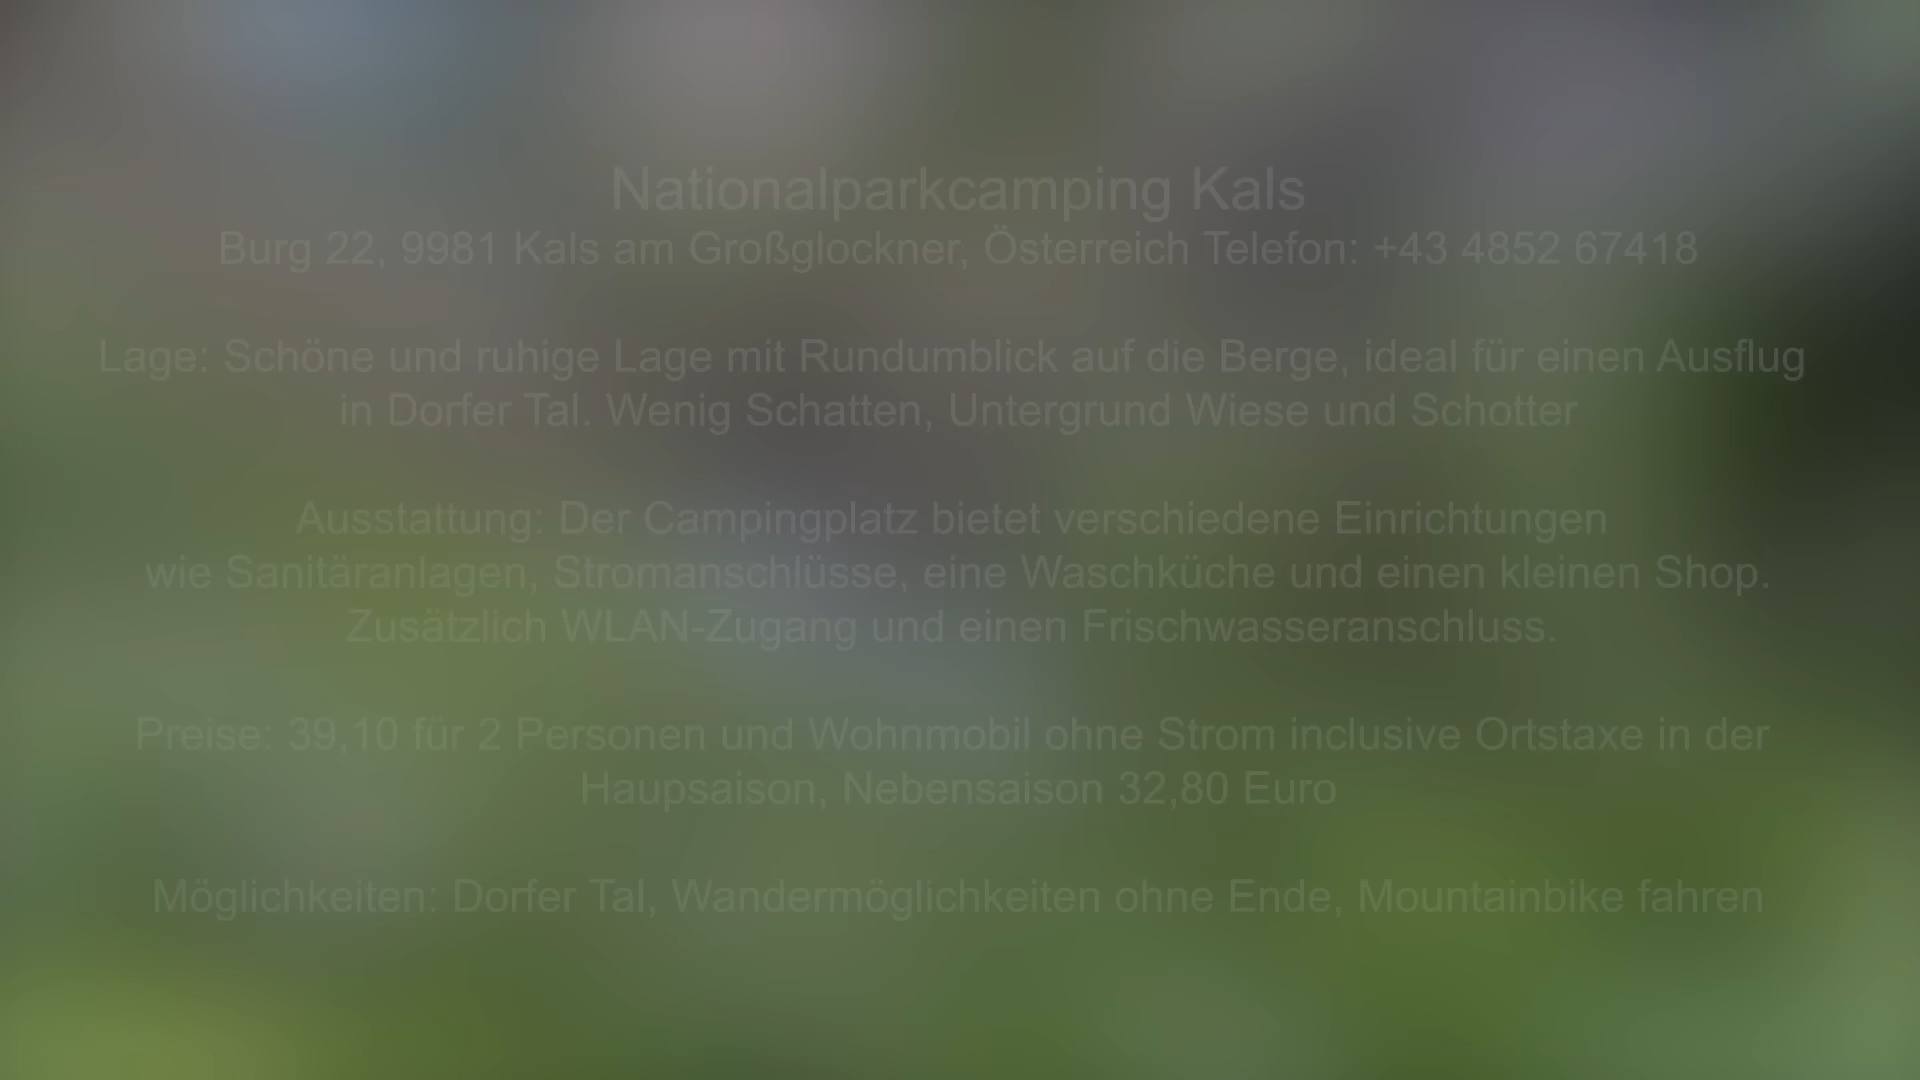 Nationalparkcamping Kals
Burg 22, 9981 Kals am Großglockner, Österreich Telefon: +43 4852 67418
Lage: Schöne und ruhige Lage mit Rundumblick auf die Berge, ideal für einen Ausflug
in Dorfer Tal. Wenig Schatten, Untergrund Wiese und Schotter
Ausstattung: Der Campingplatz bietet verschiedene Einrichtungen
wie Sanitäranlagen, Stromanschlüsse, eine Waschküche und einen kleinen Shop.
Zusätzlich WLAN-Zugang und einen Frischwasseranschluss.
Preise: 39,10 für 2 Personen und Wohnmobil ohne Strom inclusive Ortstaxe in der
Haupsaison, Nebensaison 32,80 Euro
Möglichkeiten: Dorfer Tal, Wandermöglichkeiten ohne Ende, Mountainbike fahren